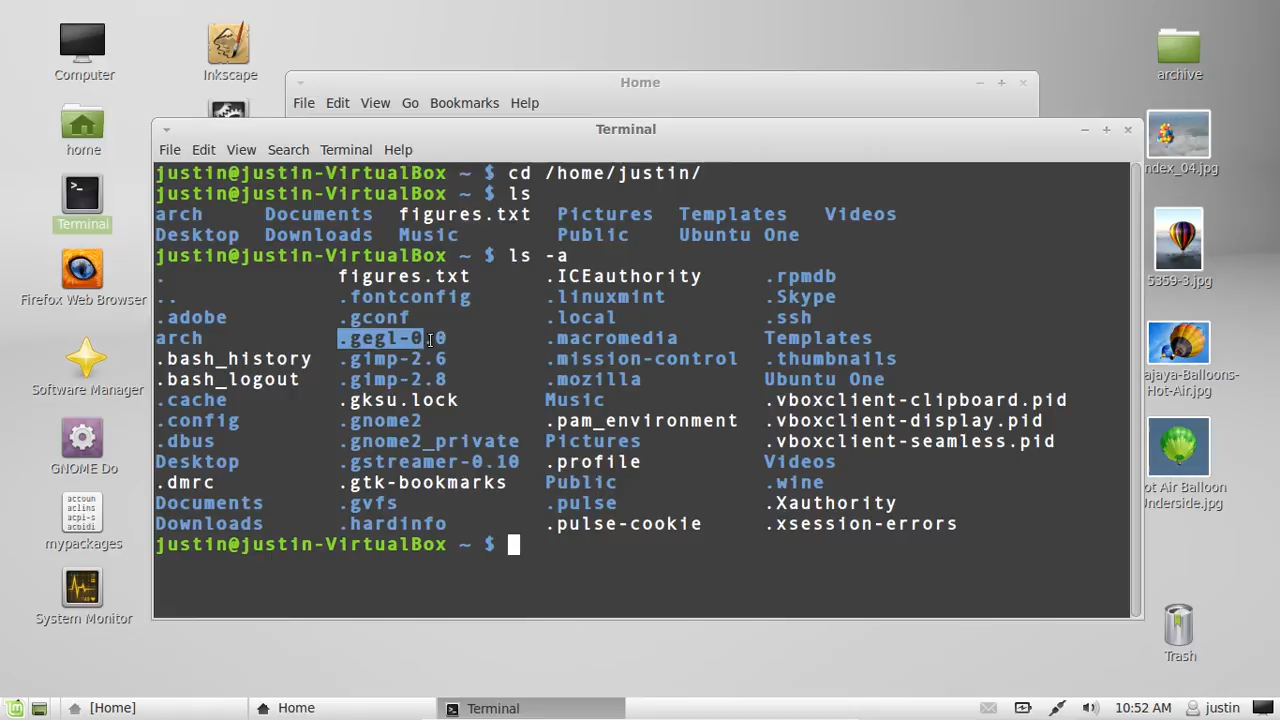 Computer
Inkscape
archive
Home
File Edit View Go Bookmarks Help
home
Terminal
File Edit View Search Terminal Help
Terminal
justin@justin-VirtualBox ~ $ cd /home/justin/
justin@justin-VirtualBox ~ $ ls
arch Documents figures.txt Pictures Templates Videos
Desktop Downloads Music Public Ubuntu One
justin@justin-VirtualBox ~ $ ls -a
. figures.txt .ICEauthority .rpmdb
.. .fontconfig .linuxmint .Skype
.adobe .gconf .local .ssh
arch .gegl-0.0 .macromedia Templates
.bash_history .gimp-2.6 .mission-control .thumbnails
.bash_logout .gimp-2.8 .mozilla Ubuntu One
.cache .gksu.lock Music .vboxclient-clipboard.pid
.config .gnome2 .pam_environment .vboxclient-display.pid
.dbus .gnome2_private Pictures .vboxclient-seamless.pid
Desktop .gstreamer-0.10 .profile Videos
.dmrc .gtk-bookmarks Public .wine
Documents .gvfs .pulse .Xauthority
Downloads .hardinfo .pulse-cookie .xsession-errors
justin@justin-VirtualBox ~ $
Firefox Web Browser
Software Manager
GNOME Do
accoun
aclins
acpi-s
acpidi
mypackages
System Monitor
ndex_04.jpg
5359-3.jpg
ajaya-Balloons-
Hot-Air.jpg
ot Air Balloon
Underside.jpg
Trash
[Home] Home Terminal 10:52 AM justin